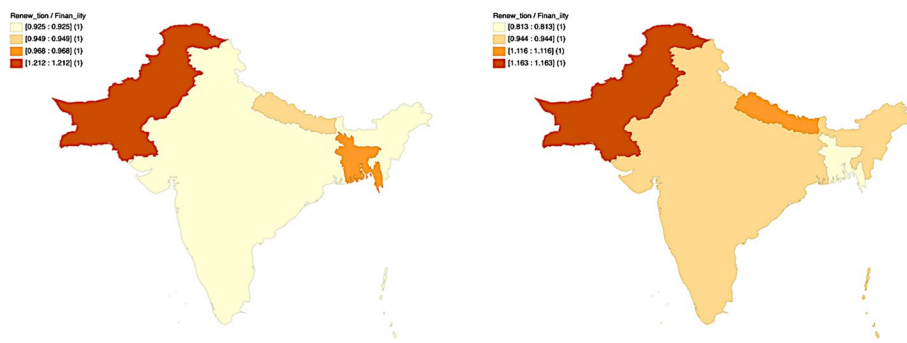 Renew_tion / Finan_ility
[0.925 : 0.925] (1)
[0.949 : 0.949] (1)
[0.968 : 0.968] (1)
[1.212 : 1.212] (1)
Renew_tion / Finan_ility
[0.813 : 0.813] (1)
[0.944 : 0.944] (1)
[1.116 : 1.116] (1)
[1.163 : 1.163] (1)